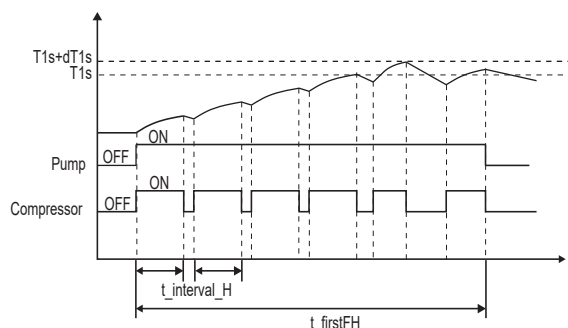 T1s+dT1s
T1s
ON
Pump OFF
ON
Compressor OFF
t_interval_H
t_firstFH